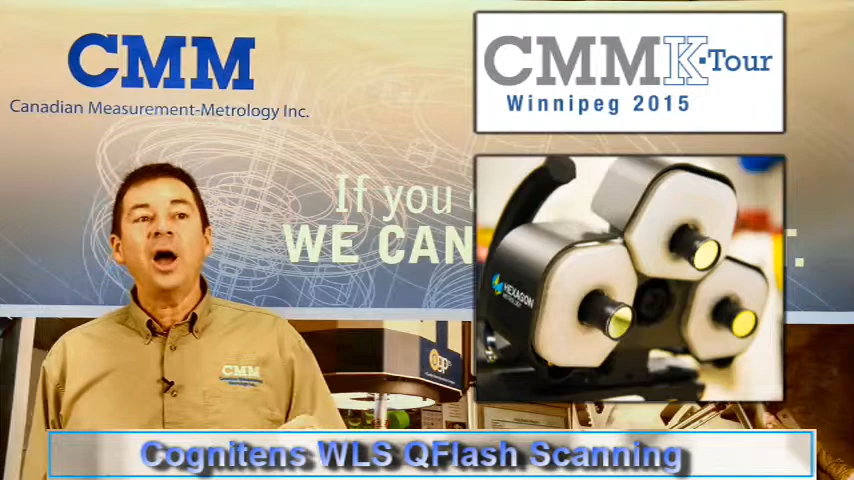 CMM
Canadian Measurement-Metrology Inc.
CMMK-Tour
Winnipeg 2015
If you
WE CAN
HEXAGON
METROLOGY
CMM
Cognitens WLS QFlash Scanning